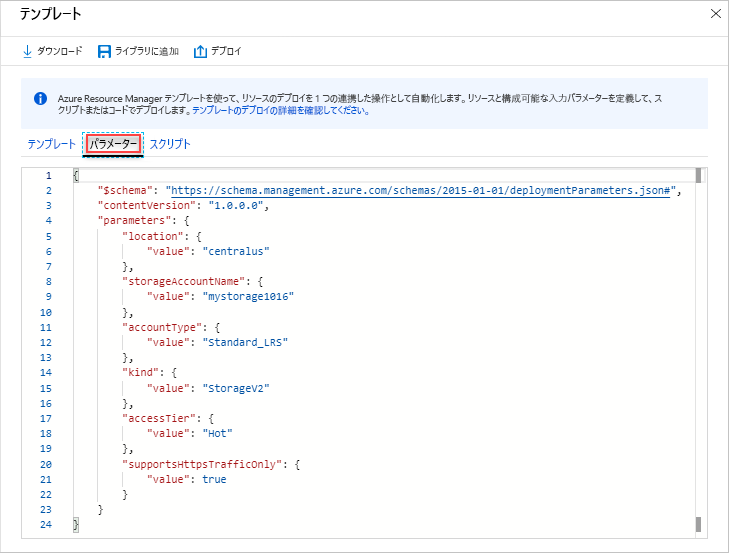 テンプレート
ダウンロード ライブラリに追加 デプロイ
Azure Resource Manager テンプレートを使って、リソースのデプロイを 1 つの連携した操作として自動化します。リソースと構成可能な入力パラメーターを定義して、ス
クリプトまたはコードでデプロイします。テンプレートのデプロイの詳細を確認してください。
テンプレート パラメーター スクリプト
1 {
2 "$schema": "https://schema.management.azure.com/schemas/2015-01-01/deploymentParameters.json#",
3 "contentVersion": "1.0.0.0",
4 "parameters": {
5 "location": {
6 "value": "centralus"
7 },
8 "storageAccountName": {
9 "value": "mystorage1016"
10 },
11 "accountType": {
12 "value": "Standard_LRS"
13 },
14 "kind": {
15 "value": "StorageV2"
16 },
17 "accessTier": {
18 "value": "Hot"
19 },
20 "supportsHttpsTrafficOnly": {
21 "value": true
22 }
23 }
24 }